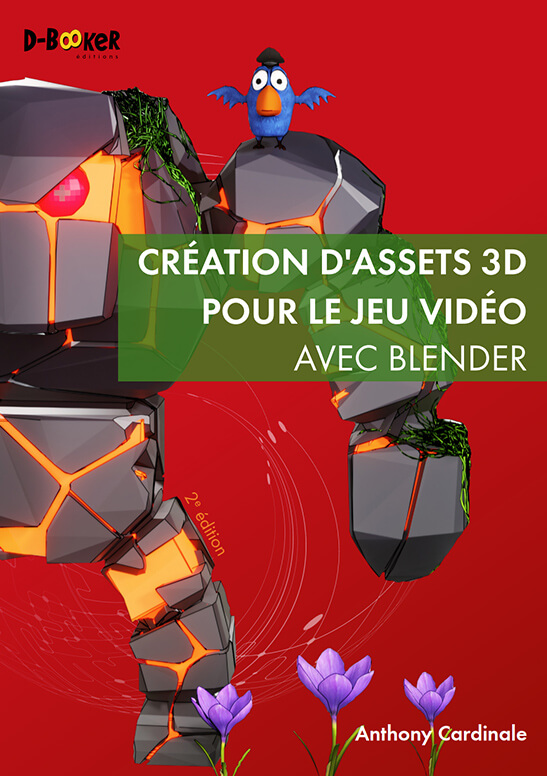 D-BOOKER
éditions
CRÉATION D'ASSETS 3D
POUR LE JEU VIDÉO
AVEC BLENDER
2e édition
Anthony Cardinale